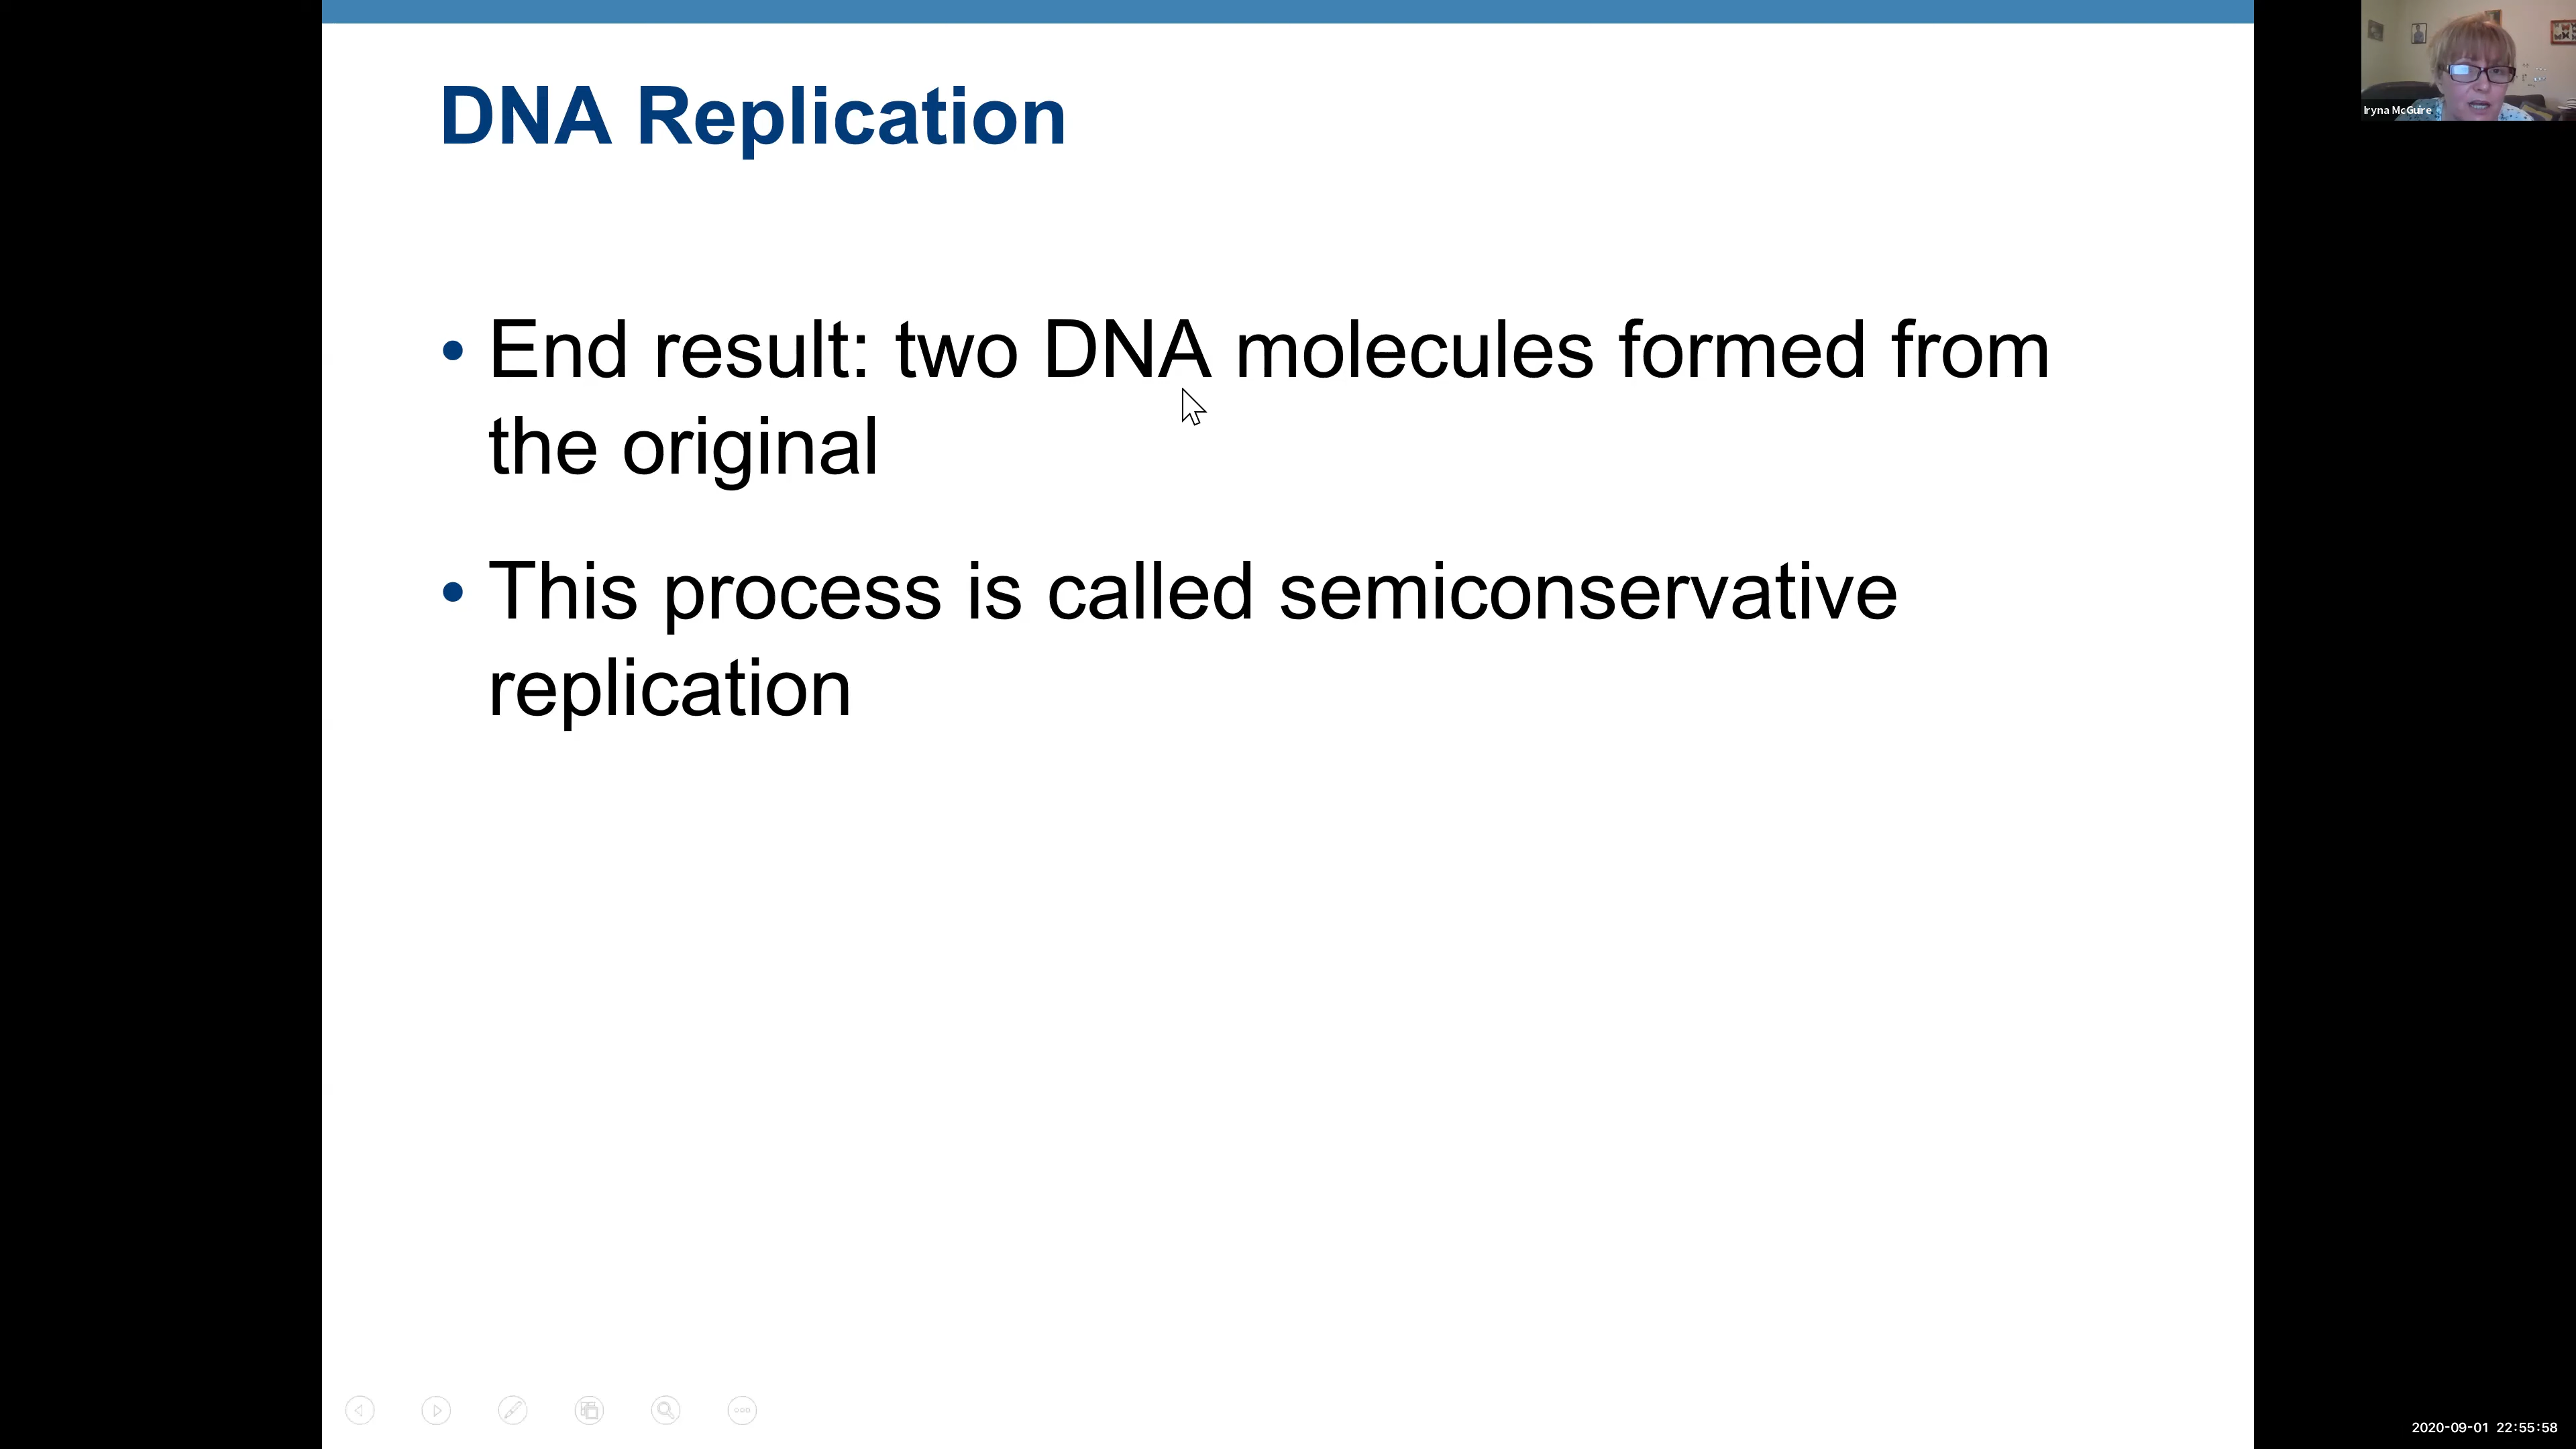 DNA Replication
Iryna McGuire
• End result: two DNA molecules formed from
the original
• This process is called semiconservative
replication
2020-09-01 22:55:58